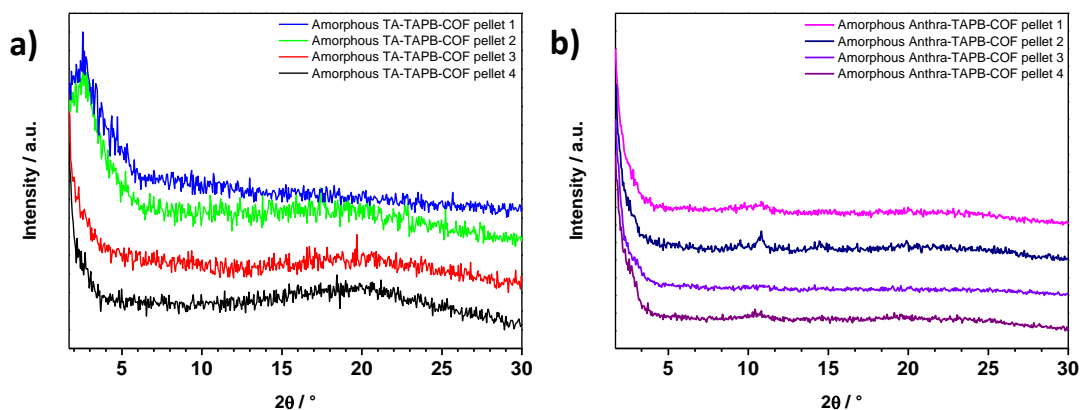 a)
Amorphous TA-TAPB-COF pellet 1
Amorphous TA-TAPB-COF pellet 2
Amorphous TA-TAPB-COF pellet 3
Amorphous TA-TAPB-COF pellet 4
Intensity / a.u.
5 10 15 20 25 30
2θ / °
b)
Amorphous Anthra-TAPB-COF pellet 1
Amorphous Anthra-TAPB-COF pellet 2
Amorphous Anthra-TAPB-COF pellet 3
Amorphous Anthra-TAPB-COF pellet 4
Intensity / a.u.
5 10 15 20 25 30
2θ / °